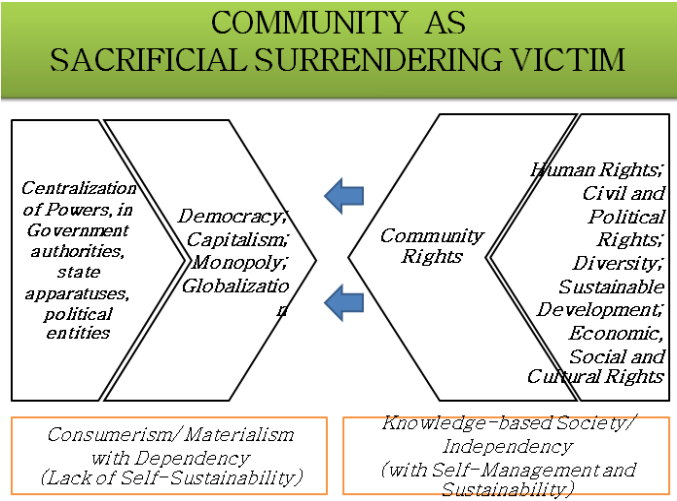 COMMUNITY AS
SACRIFICIAL SURRENDERING VICTIM
Centralization
of Powers, in
Government
authorities,
state
apparatuses,
political
entities
Democracy;
Capitalism;
Monopoly;
Globalizatio
n
Community
Rights
Human Rights;
Civil and
Political
Rights;
Diversity;
Sustainable
Development;
Economic,
Social and
Cultural Rights
Consumerism/Materialism
with Dependency
(Lack of Self-Sustainability)
Knowledge-based Society/
Independency
(with Self-Management and
Sustainability)